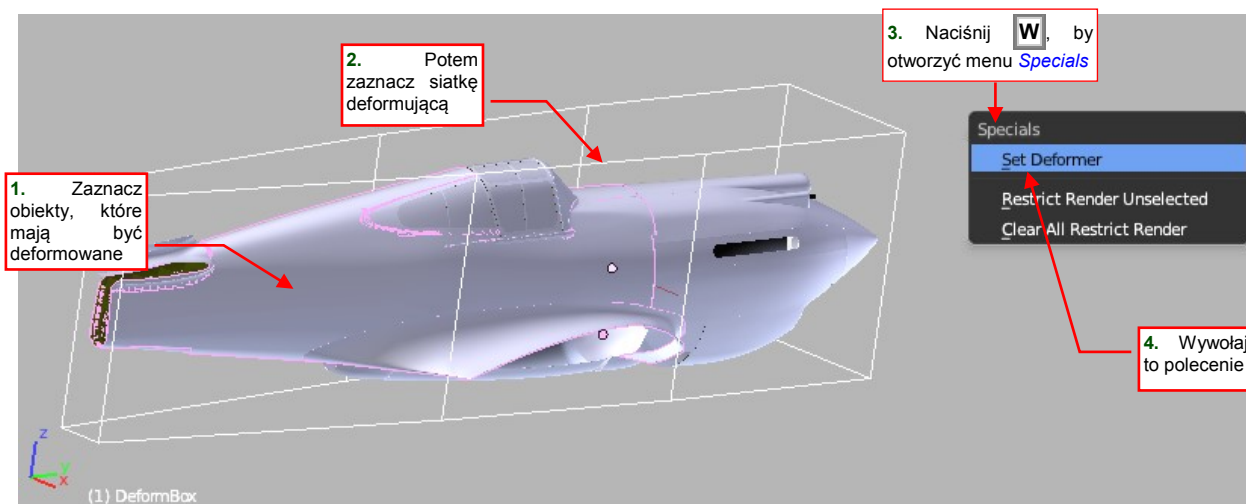 3. Naciśnij W, by
otworzyć menu Specials
2. Potem
zaznacz siatkę
deformującą
Specials
Set Deformer
Restrict Render Unselected
Clear All Restrict Render
1. Zaznacz
obiekty, które
mają być
deformowane
4. Wywołaj
to polecenie
z
y
x
(1) DeformBox